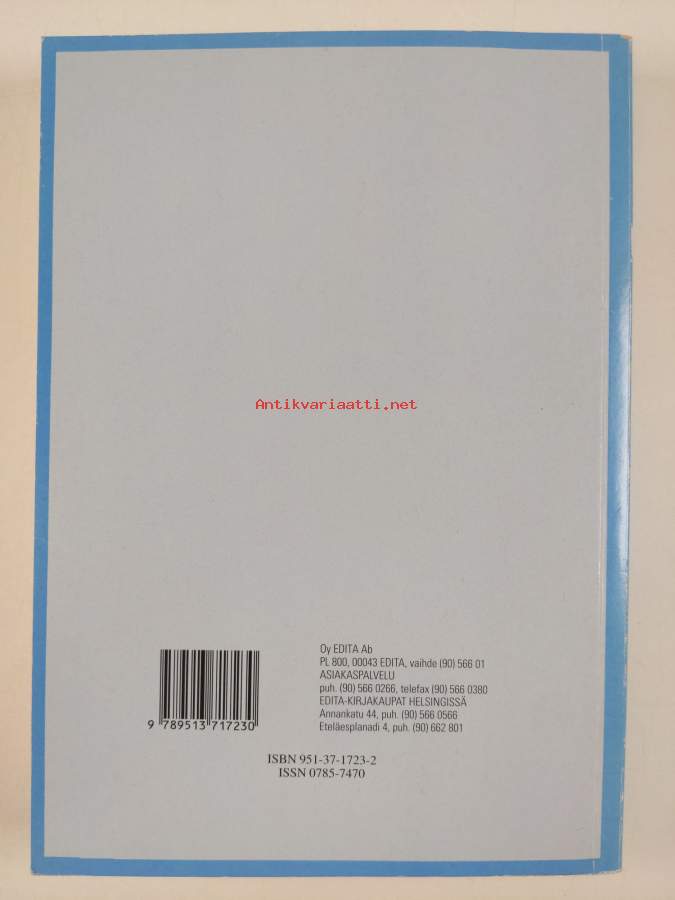 Antikvariaatti.net
Oy EDITA Ab
PL 800, 00043 EDITA, vaihde (90) 566 01
ASIAKASPALVELU
puh. (90) 566 0266, telefax (90) 566 0380
EDITA-KIRJAKAUPAT HELSINGISSÄ
Annankatu 44, puh. (90) 566 0566
Eteläesplanadi 4, puh. (90) 662 801
9 789513 717230
ISBN 951-37-1723-2
ISSN 0785-7470